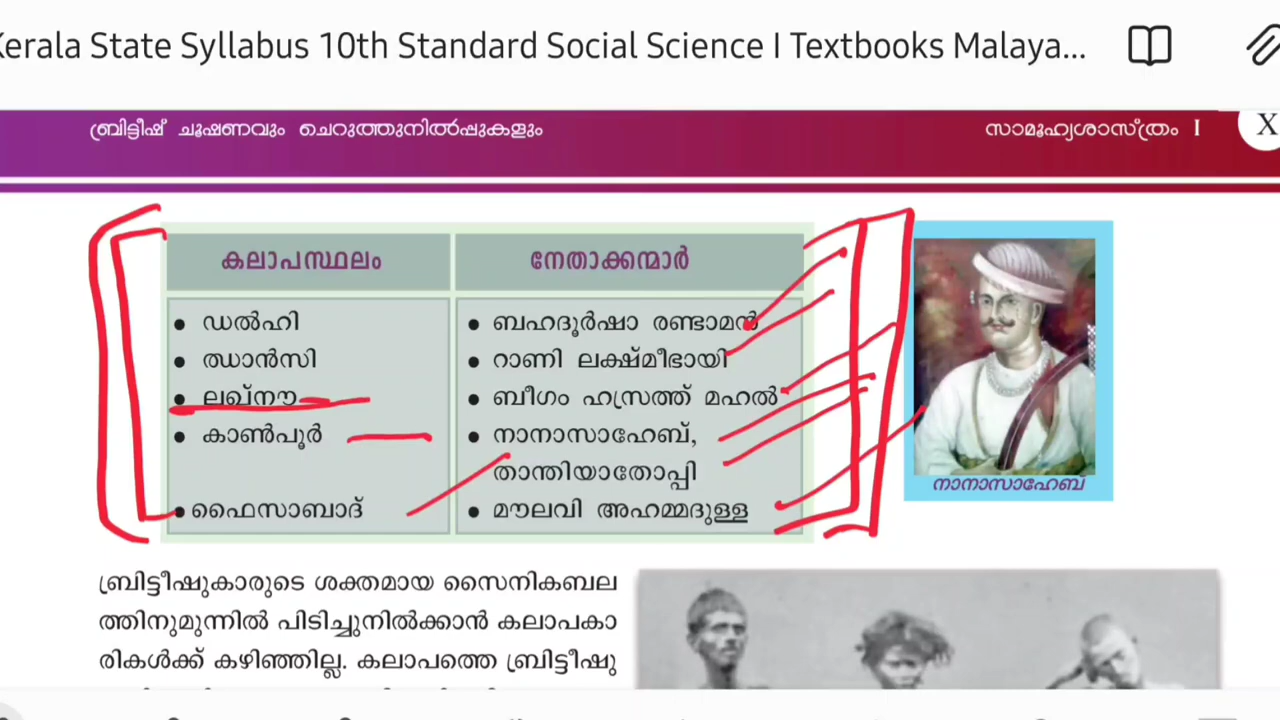 Kerala State Syllabus 10th Standard Social Science I Textbooks Malaya...
ബ്രിട്ടീഷ് ചൂഷണവും ചെറുത്തുനിൽപ്പുകളും
സാമൂഹ്യശാസ്ത്രം I
X
കലാപസ്ഥലം
നേതാക്കന്മാർ
• ഡൽഹി
• ബഹദൂർഷാ രണ്ടാമൻ
• ഝാൻസി
• റാണി ലക്ഷ്മീഭായി
• ലഖ്നൗ
• ബീഗം ഹസ്രത്ത് മഹൽ
• കാൺപൂർ
• നാനാസാഹേബ്,
താന്തിയാതോപ്പി
• ഫൈസാബാദ്
• മൗലവി അഹമ്മദുള്ള
നാനാസാഹേബ്
ബ്രിട്ടീഷുകാരുടെ ശക്തമായ സൈനികബല
ത്തിനുമുന്നിൽ പിടിച്ചുനിൽക്കാൻ കലാപകാ
രികൾക്ക് കഴിഞ്ഞില്ല. കലാപത്തെ ബ്രിട്ടീഷു